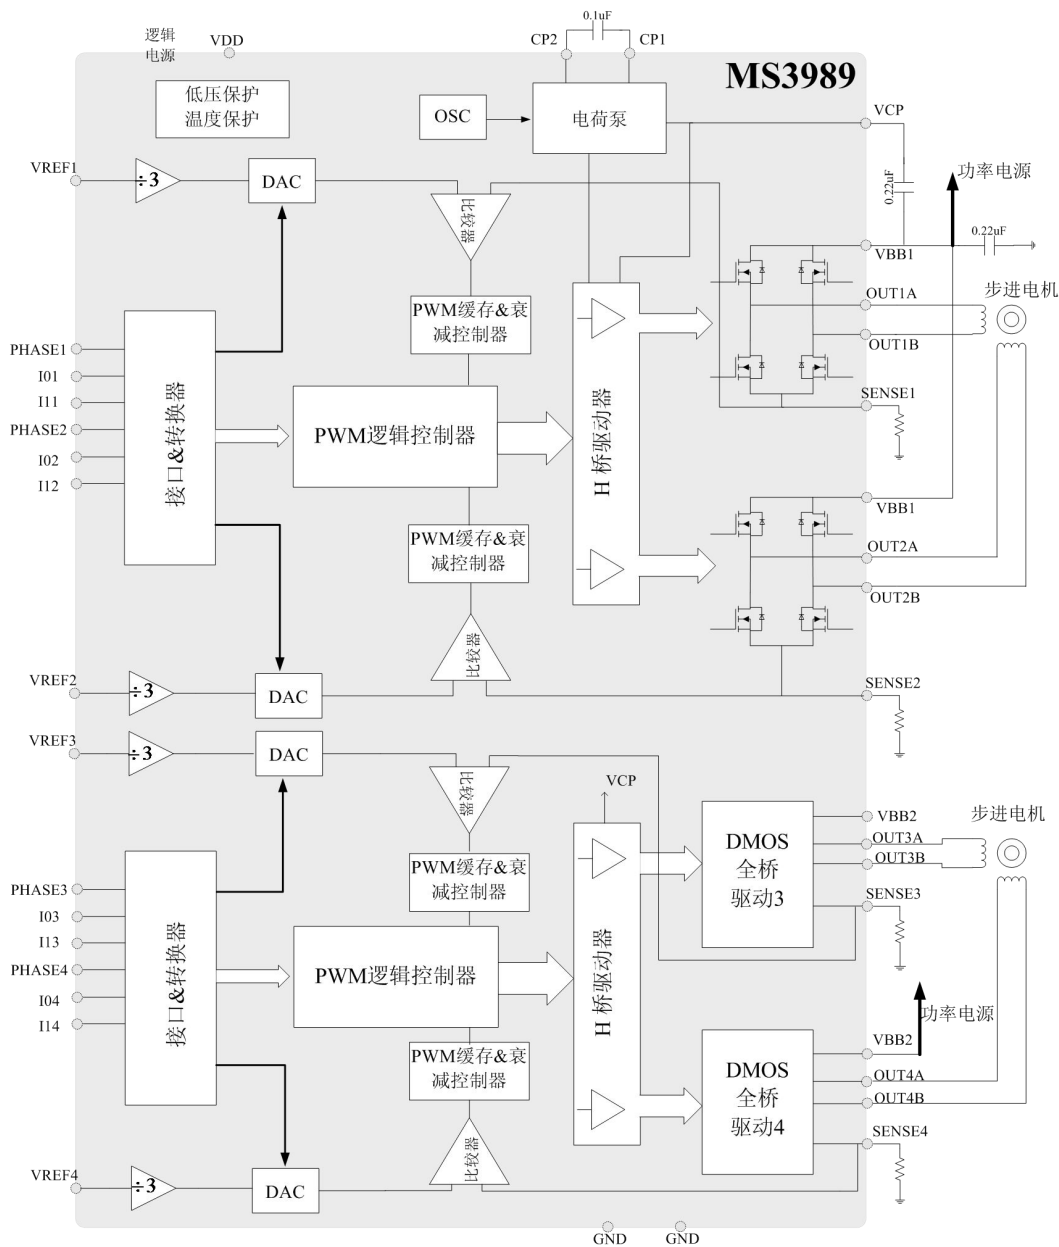 逻辑
电源
VDD
CP2
0.1uF
CP1
MS3989
低压保护
温度保护
OSC
电荷泵
VCP
0.22uF
功率电源
VREF1
÷3
DAC
比较器
0.22uF
VBB1
OUT1A
步进电机
PWM缓存&衰
减控制器
OUT1B
PHASE1
I01
I11
PHASE2
I02
I12
接口&转换器
PWM逻辑控制器
H 桥驱动器
SENSE1
VBB1
PWM缓存&衰
减控制器
OUT2A
OUT2B
比较器
VREF2
÷3
DAC
SENSE2
VREF3
÷3
DAC
比较器
VCP
DMOS
全桥
驱动3
VBB2
OUT3A
OUT3B
步进电机
PWM缓存&衰
减控制器
SENSE3
PHASE3
I03
I13
PHASE4
I04
I14
接口&转换器
PWM逻辑控制器
H 桥驱动器
功率电源
VBB2
PWM缓存&衰
减控制器
DMOS
全桥
驱动4
OUT4A
OUT4B
SENSE4
比较器
VREF4
÷3
DAC
GND
GND